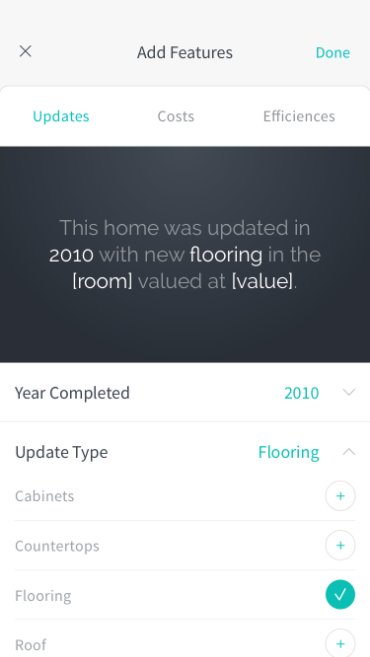 Add Features
Done
Updates
Costs
Efficiences
This home was updated in
2010 with new flooring in the
[room] valued at [value].
Year Completed
2010
Update Type
Flooring
Cabinets
Countertops
Flooring
Roof